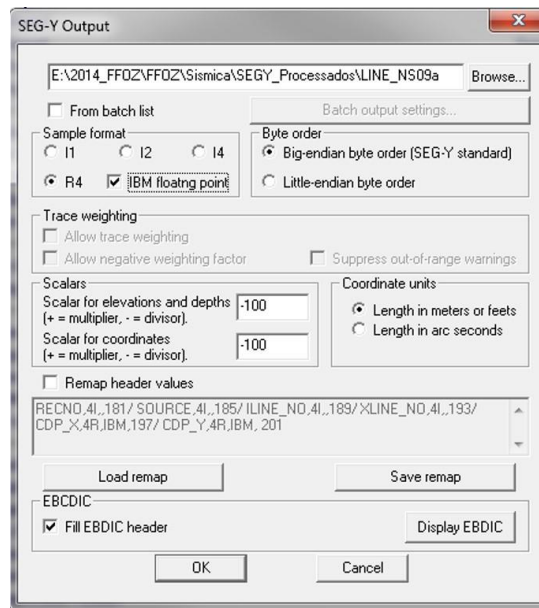 SEG-Y Output
x
E:\2014_FFOZ\FFOZ\Sismica\SEGY_Processados\LINE_NS09a
Browse...
From batch list
Batch output settings...
Sample format
I1 I2 I4
R4 IBM floatng point
Byte order
Big-endian byte order (SEG-Y standard)
Little-endian byte order
Trace weighting
Allow trace weighting
Allow negative weighting factor
Suppress out-of-range warnings
Scalars
Scalar for elevations and depths
(+ = multiplier, - = divisor).
-100
Scalar for coordinates
(+ = multiplier, - = divisor).
-100
Coordinate units
Length in meters or feets
Length in arc seconds
Remap header values
RECNO,4I,,181/ SOURCE,4I,,185/ ILINE_NO,4I,,189/ XLINE_NO,4I,,193/
CDP_X,4R,IBM,197/ CDP_Y,4R,IBM, 201
Load remap
Save remap
EBCDIC
Fill EBDIC header
Display EBDIC
OK
Cancel